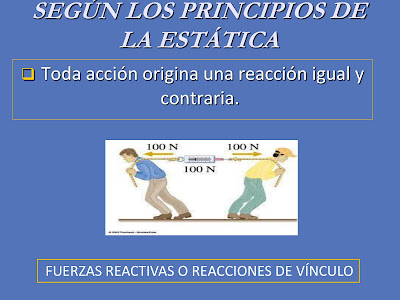 SEGÚN LOS PRINCIPIOS DE
LA ESTÁTICA
Toda acción origina una reacción igual y
contraria.
100 N 100 N
100 N
FUERZAS REACTIVAS O REACCIONES DE VÍNCULO